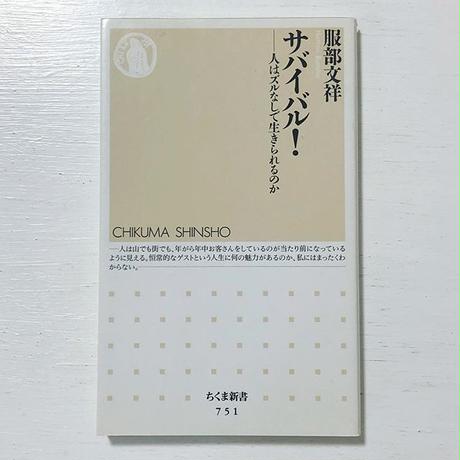 服部文祥
サバイバル!
──人はズルなしで生きられるのか
CHIKUMA SHINSHO
──人は山でも街でも、年がら年中お客さんをしているのが当たり前になっている
ように見える。恒常的なゲストという人生に何の魅力があるのか、私にはまったくわ
からない。
ちくま新書
751